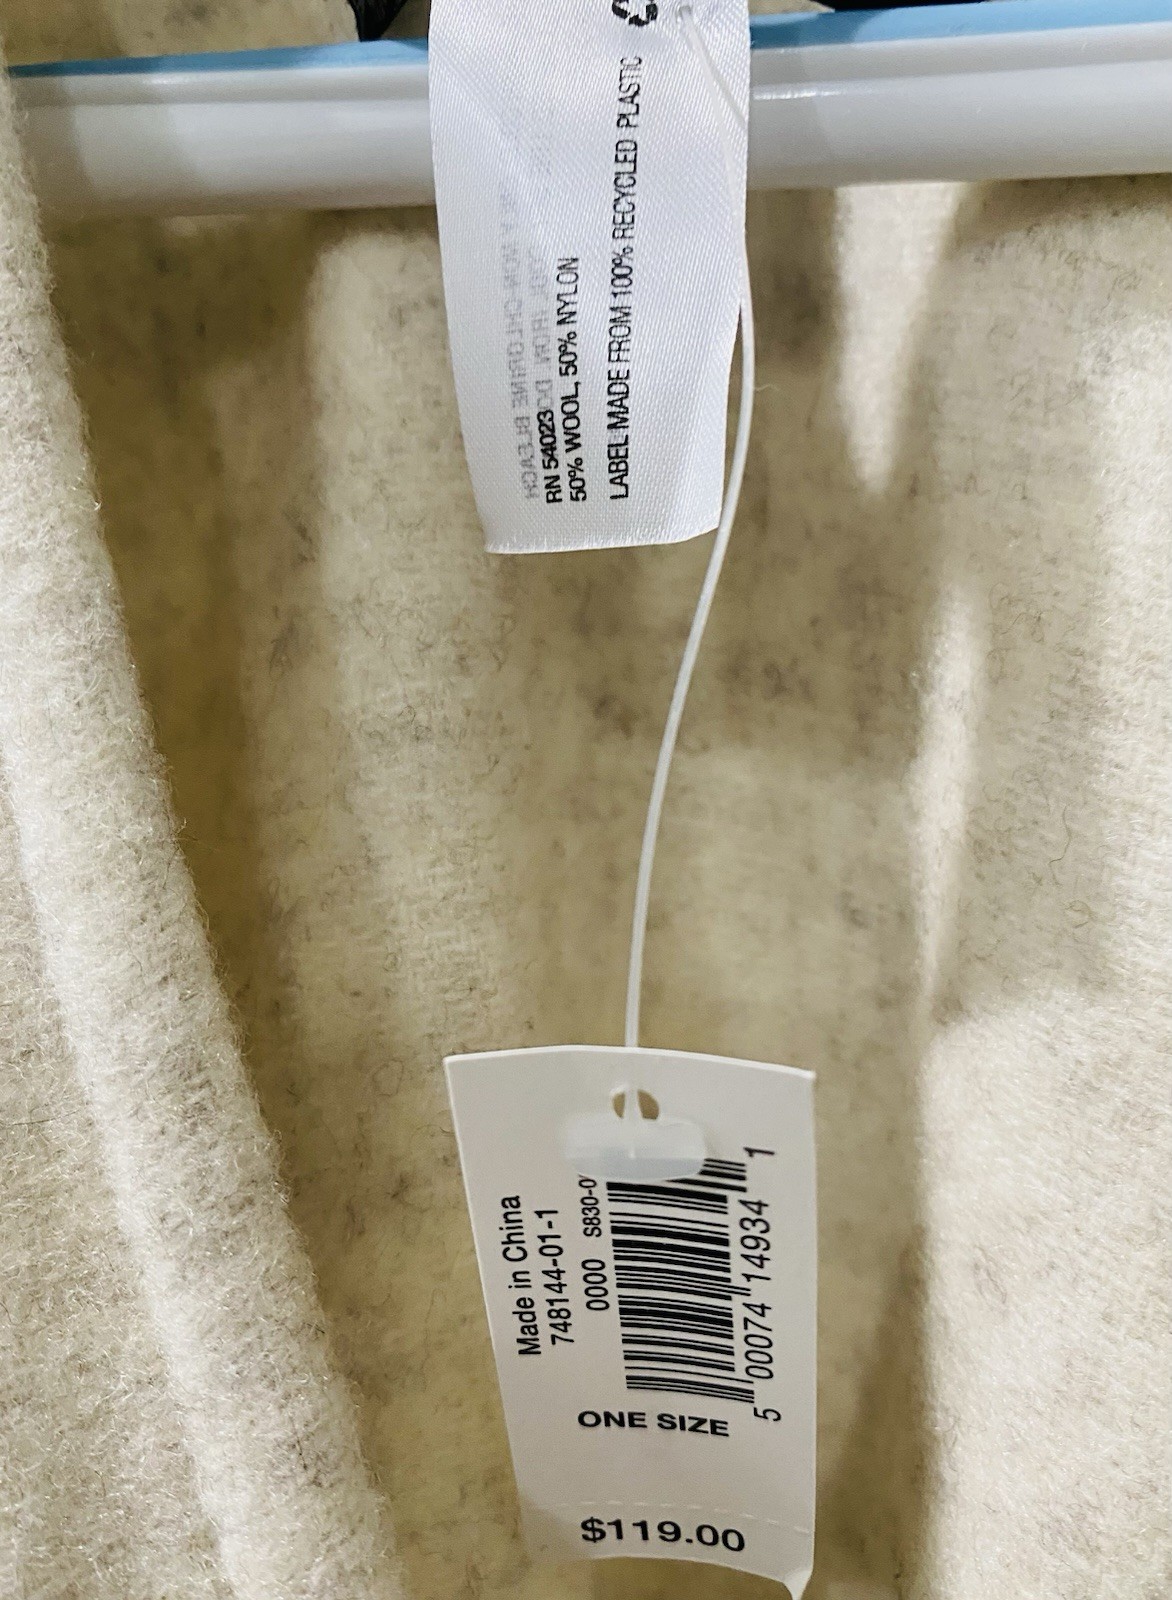 RN 54023
50% WOOL, 50% NYLON
LABEL MADE FROM 100% RECYCLED PLASTIC
Made in China
748144-01-1
0000 S830-0
5 00074 14934 1
ONE SIZE
$119.00